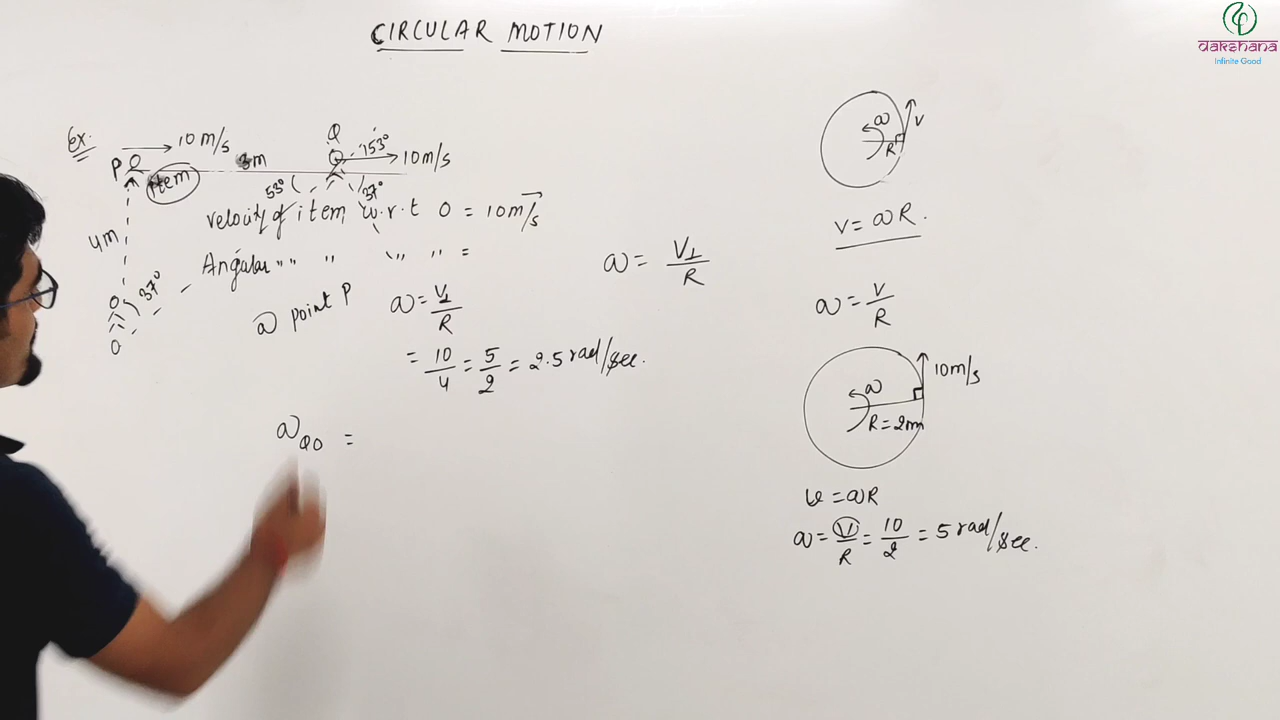 CIRCULAR MOTION
dakshana
Infinite Good
Ex.
P
10 m/s
3m
Q
53°
10 m/s
item
53°
37°
4m
37°
O
velocity of item w.r.t O = 10 m/s
Angular "" " " " =
@ point P
ω = V⊥/R
= 10/4 = 5/2 = 2.5 rad/sec.
ω_QO =
ω = V⊥/R
ω
R
v
v = ωR.
ω = v/R
ω
R = 2m
10 m/s
v = ωR
ω = V/R = 10/2 = 5 rad/sec.